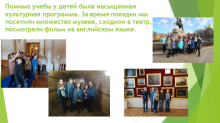 Помимо учебы у детей была насыщенная
культурная программа. За время поездки мы
посетили множество музеев, сходили в театр,
посмотрели фильм на английском языке.